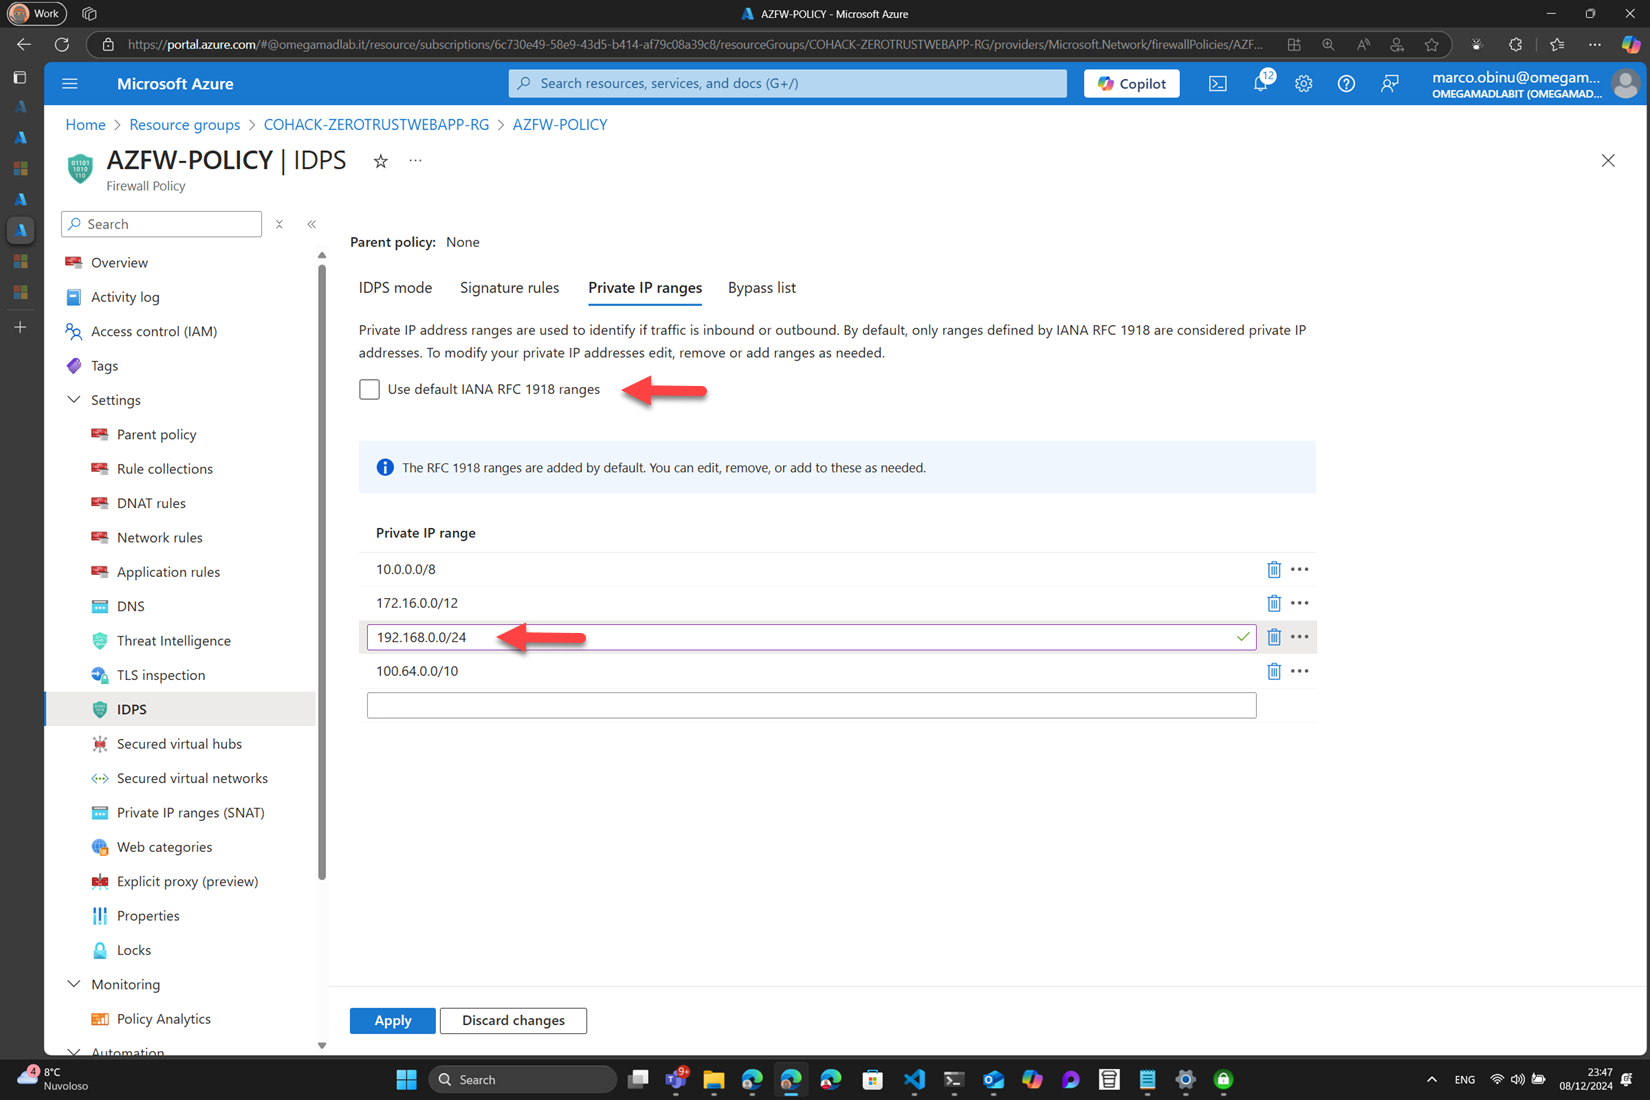 Work
AZFW-POLICY - Microsoft Azure
https://portal.azure.com/#@omegamadlab.it/resource/subscriptions/6c730e49-58e9-43d5-b414-af79c08a39c8/resourceGroups/COHACK-ZEROTRUSTWEBAPP-RG/providers/Microsoft.Network/firewallPolicies/AZF...
Microsoft Azure
Search resources, services, and docs (G+/)
Copilot
12
marco.obinu@omegam...
OMEGAMADLABIT (OMEGAMAD...
Home > Resource groups > COHACK-ZEROTRUSTWEBAPP-RG > AZFW-POLICY
AZFW-POLICY | IDPS
Firewall Policy
Search
Overview
Activity log
Access control (IAM)
Tags
Settings
Parent policy
Rule collections
DNAT rules
Network rules
Application rules
DNS
Threat Intelligence
TLS inspection
IDPS
Secured virtual hubs
Secured virtual networks
Private IP ranges (SNAT)
Web categories
Explicit proxy (preview)
Properties
Locks
Monitoring
Policy Analytics
Automation
Parent policy: None
IDPS mode Signature rules Private IP ranges Bypass list
Private IP address ranges are used to identify if traffic is inbound or outbound. By default, only ranges defined by IANA RFC 1918 are considered private IP
addresses. To modify your private IP addresses edit, remove or add ranges as needed.
Use default IANA RFC 1918 ranges
The RFC 1918 ranges are added by default. You can edit, remove, or add to these as needed.
Private IP range
10.0.0.0/8
172.16.0.0/12
192.168.0.0/24
100.64.0.0/10
Apply Discard changes
4
8°C
Nuvoloso
Search
9+
ENG
23:47
08/12/2024